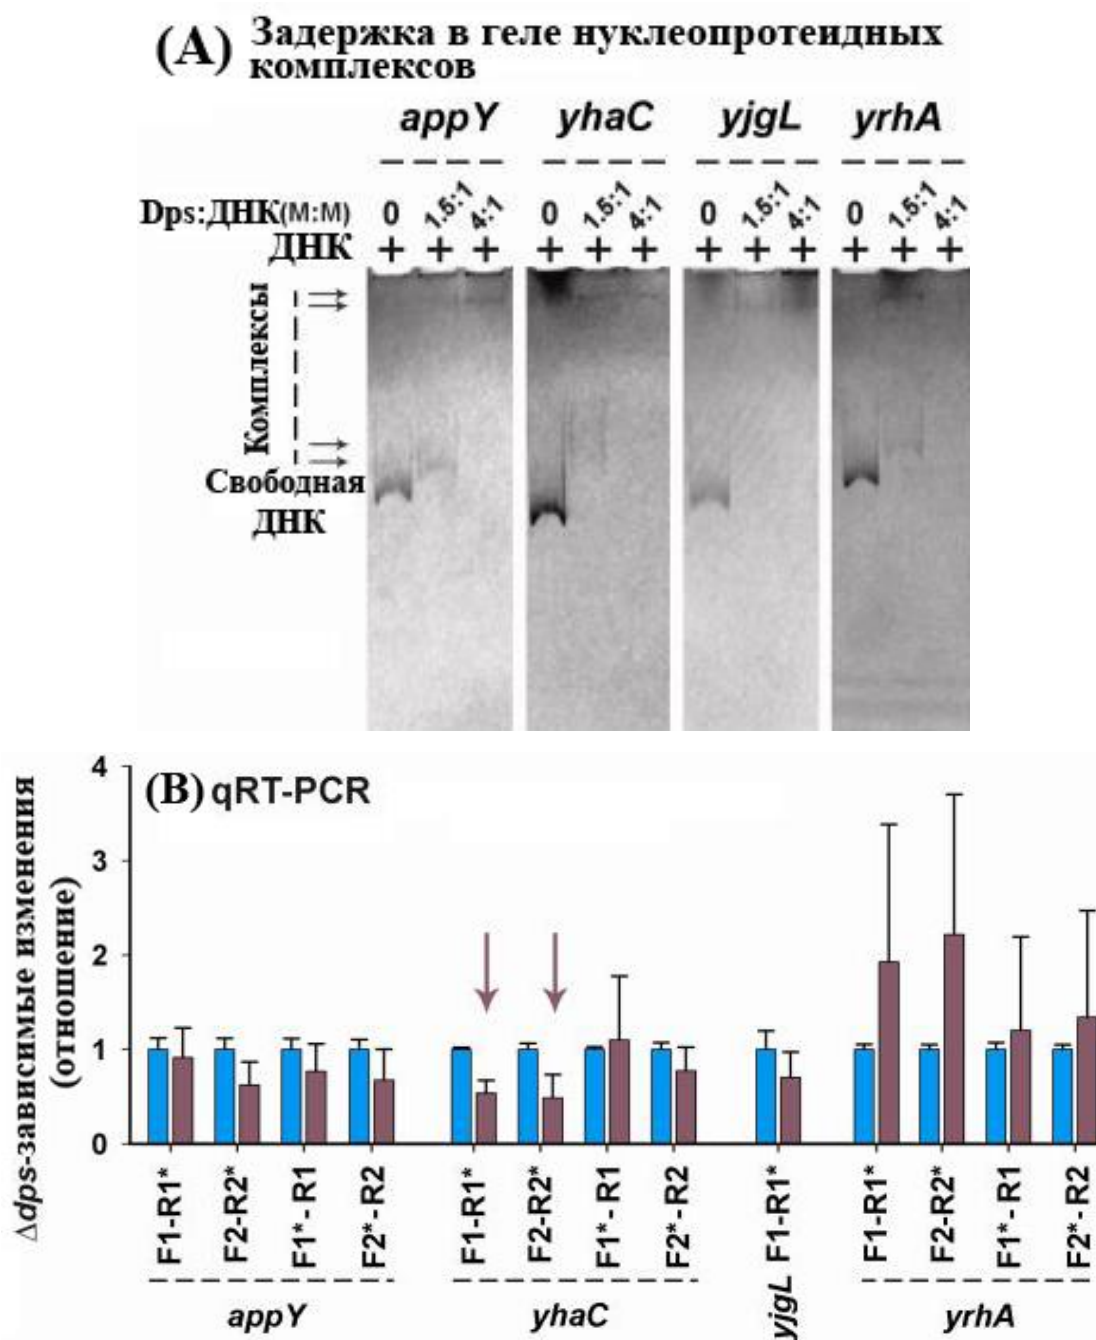 (A) Задержка в геле нуклеопротеидных
комплексов
appY yhaC yjgL yrhA
Dps:ДНК(М:М) 0 1.5:1 4:1 0 1.5:1 4:1 0 1.5:1 4:1 0 1.5:1 4:1
ДНК + + + + + + + + + + + +
Комплексы
Свободная
ДНК
(B) qRT-PCR
Δdps-зависимые изменения
(отношение)
4
3
2
1
0
F1-R1* F2-R2* F1*-R1 F2*-R2 F1-R1* F2-R2* F1*-R1 F2*-R2 F1-R1* F1-R1* F2-R2* F1*-R1 F2*-R2
appY yhaC yjgL yrhA